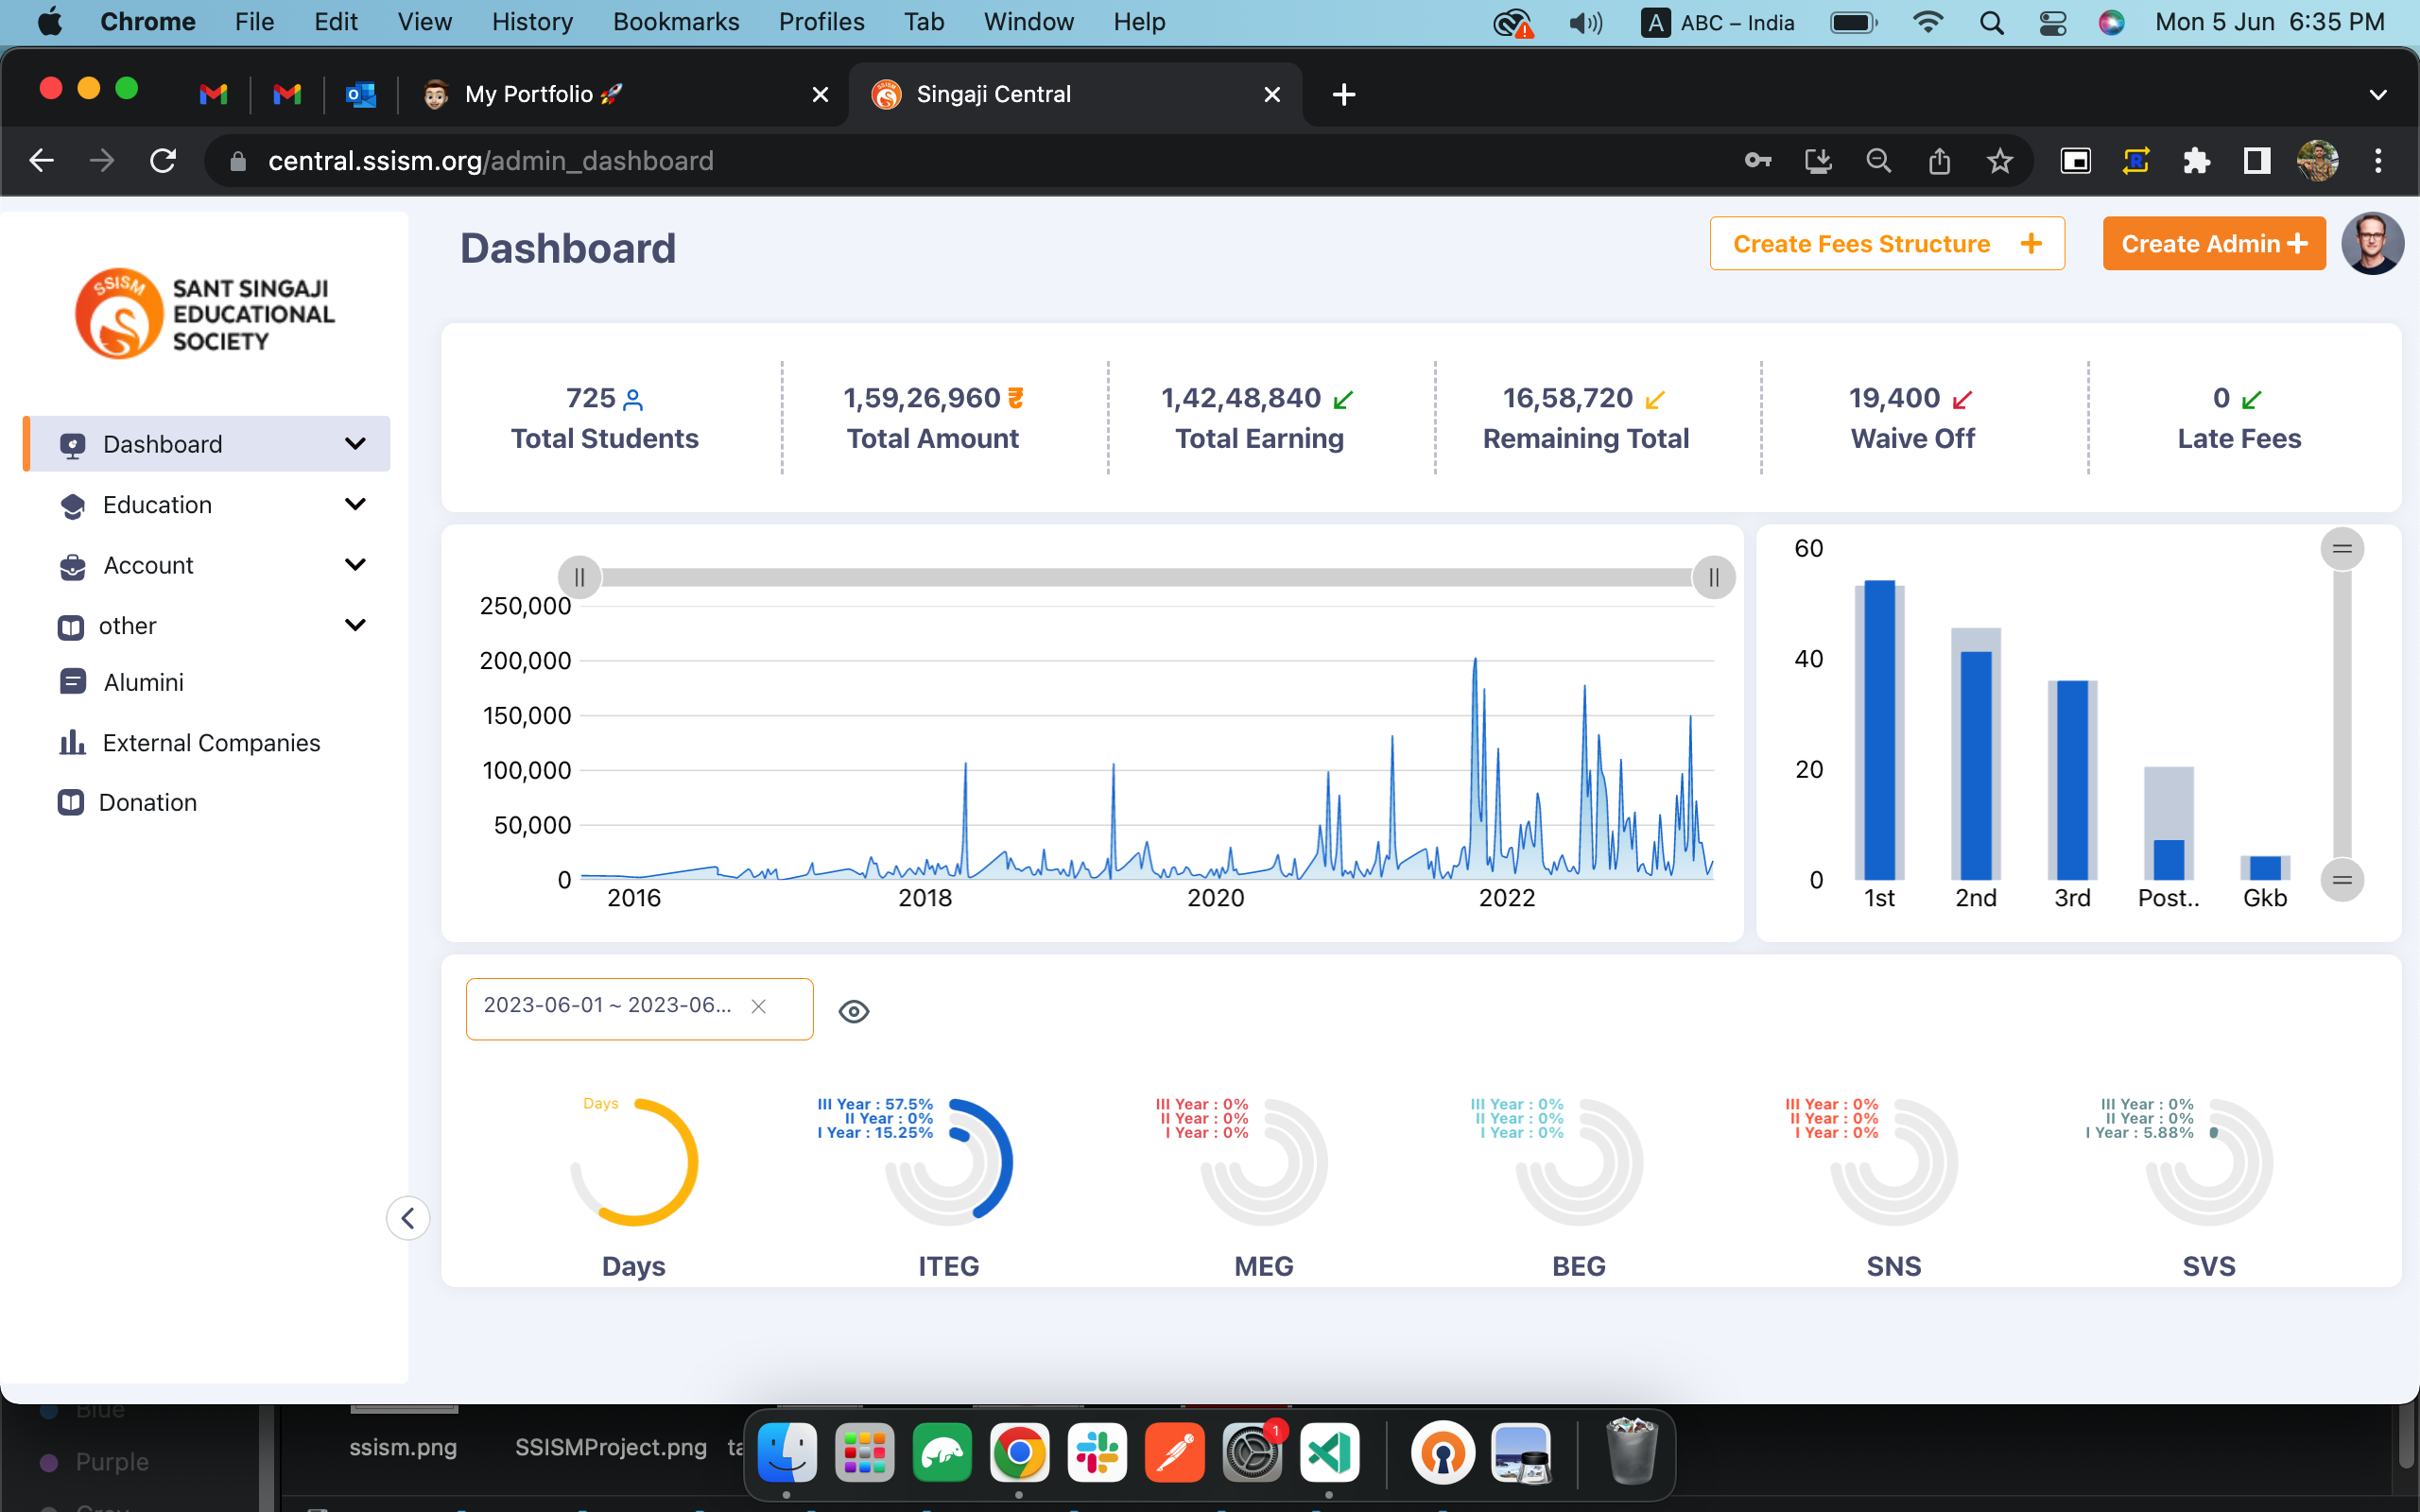 Chrome File Edit View History Bookmarks Profiles Tab Window Help
A ABC – India Mon 5 Jun 6:35 PM
My Portfolio 🚀
Singaji Central
central.ssism.org/admin_dashboard
SSISM
SANT SINGAJI
EDUCATIONAL
SOCIETY
Dashboard
Education
Account
other
Alumini
External Companies
Donation
Dashboard
Create Fees Structure +
Create Admin +
725
Total Students
1,59,26,960 ₹
Total Amount
1,42,48,840
Total Earning
16,58,720
Remaining Total
19,400
Waive Off
0
Late Fees
250,000
200,000
150,000
100,000
50,000
0
2016 2018 2020 2022
60
40
20
0
1st 2nd 3rd Post.. Gkb
2023-06-01 ~ 2023-06...
Days
Days
III Year : 57.5%
II Year : 0%
I Year : 15.25%
ITEG
III Year : 0%
II Year : 0%
I Year : 0%
MEG
III Year : 0%
II Year : 0%
I Year : 0%
BEG
III Year : 0%
II Year : 0%
I Year : 0%
SNS
III Year : 0%
II Year : 0%
I Year : 5.88%
SVS
Blue
Purple
ssism.png
SSISMProject.png
1